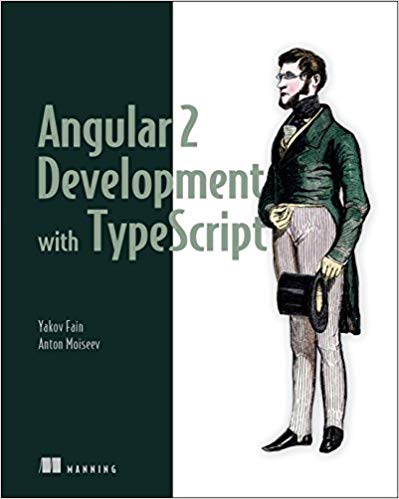 Angular 2
Development
with TypeScript
Yakov Fain
Anton Moiseev
MANNING